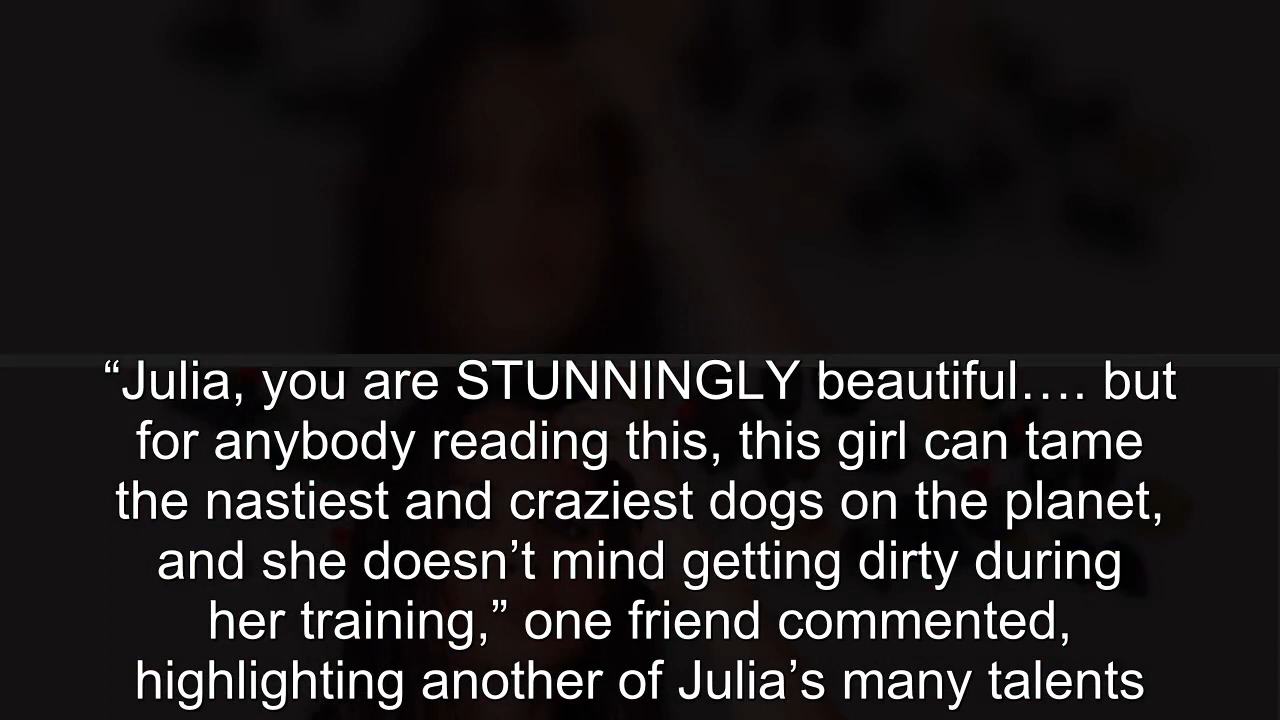 “Julia, you are STUNNINGLY beautiful…. but
for anybody reading this, this girl can tame
the nastiest and craziest dogs on the planet,
and she doesn’t mind getting dirty during
her training,” one friend commented,
highlighting another of Julia’s many talents